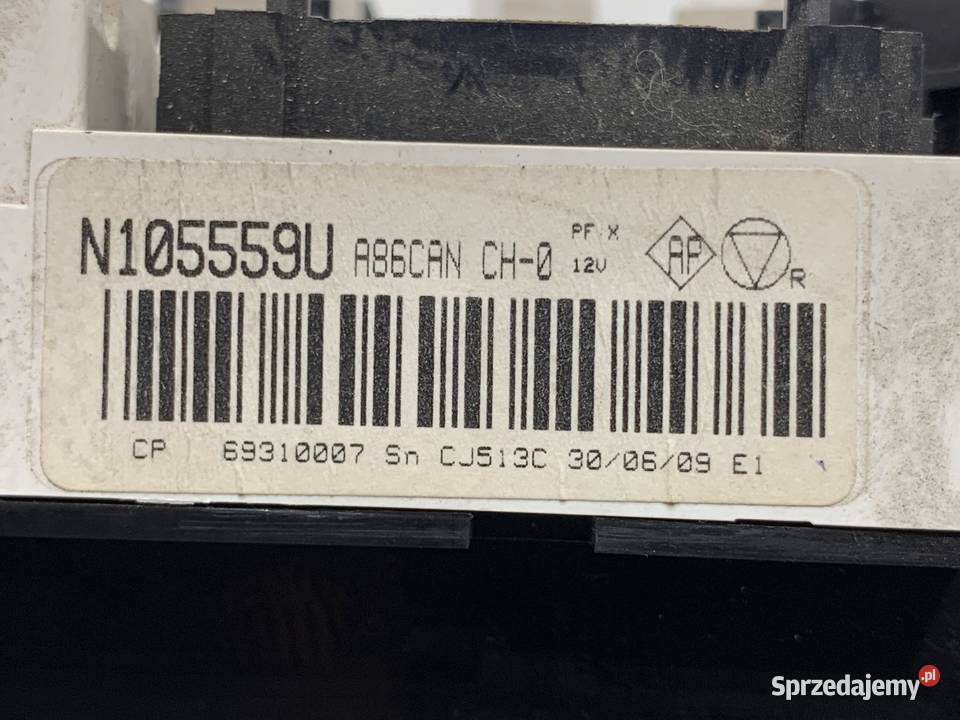 N105559U A86CAN CH-0 PF X
12V
AP
R
CP 69310007 Sn CJ513C 30/06/09 E1
Sprzedajemy.pl